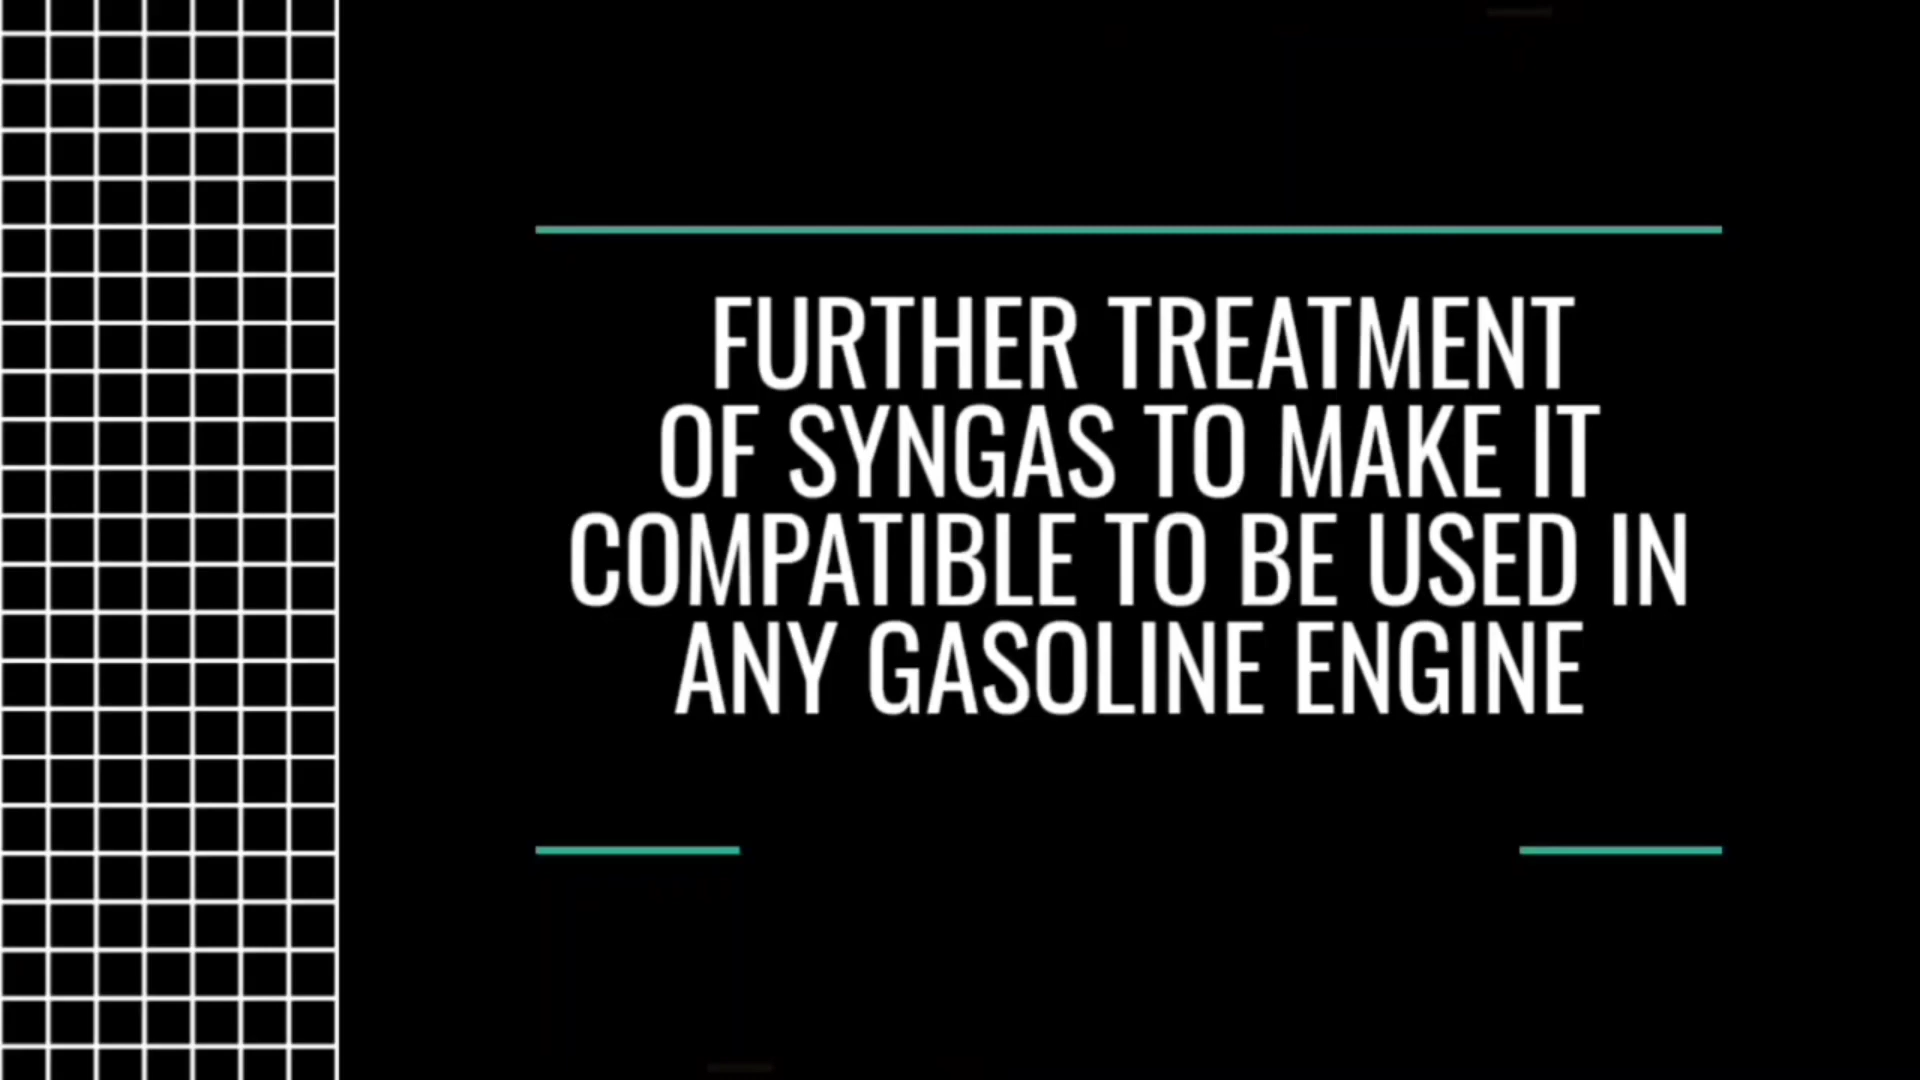 FURTHER TREATMENT
OF SYNGAS TO MAKE IT
COMPATIBLE TO BE USED IN
ANY GASOLINE ENGINE